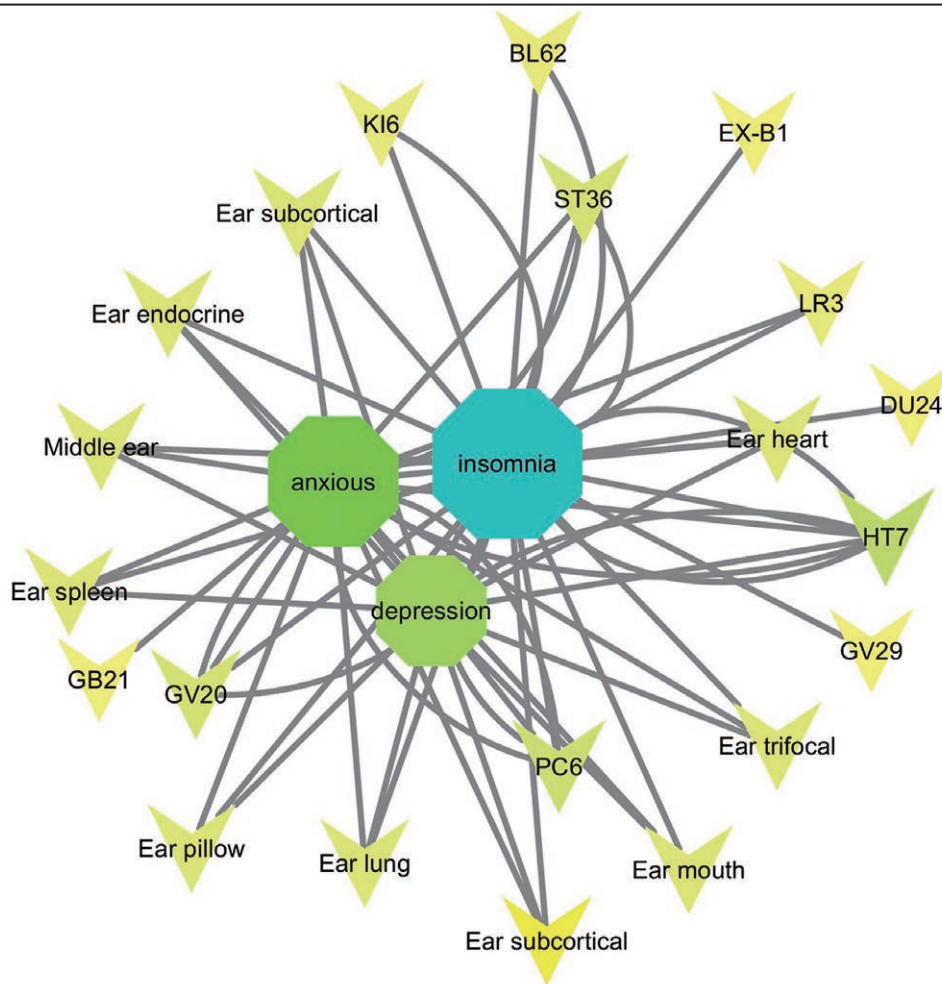 BL62
KI6
EX-B1
ST36
Ear subcortical
LR3
Ear endocrine
DU24
Ear heart
Middle ear
insomnia
anxious
HT7
Ear spleen
depression
GV29
GB21
GV20
Ear trifocal
PC6
Ear pillow
Ear lung
Ear mouth
Ear subcortical